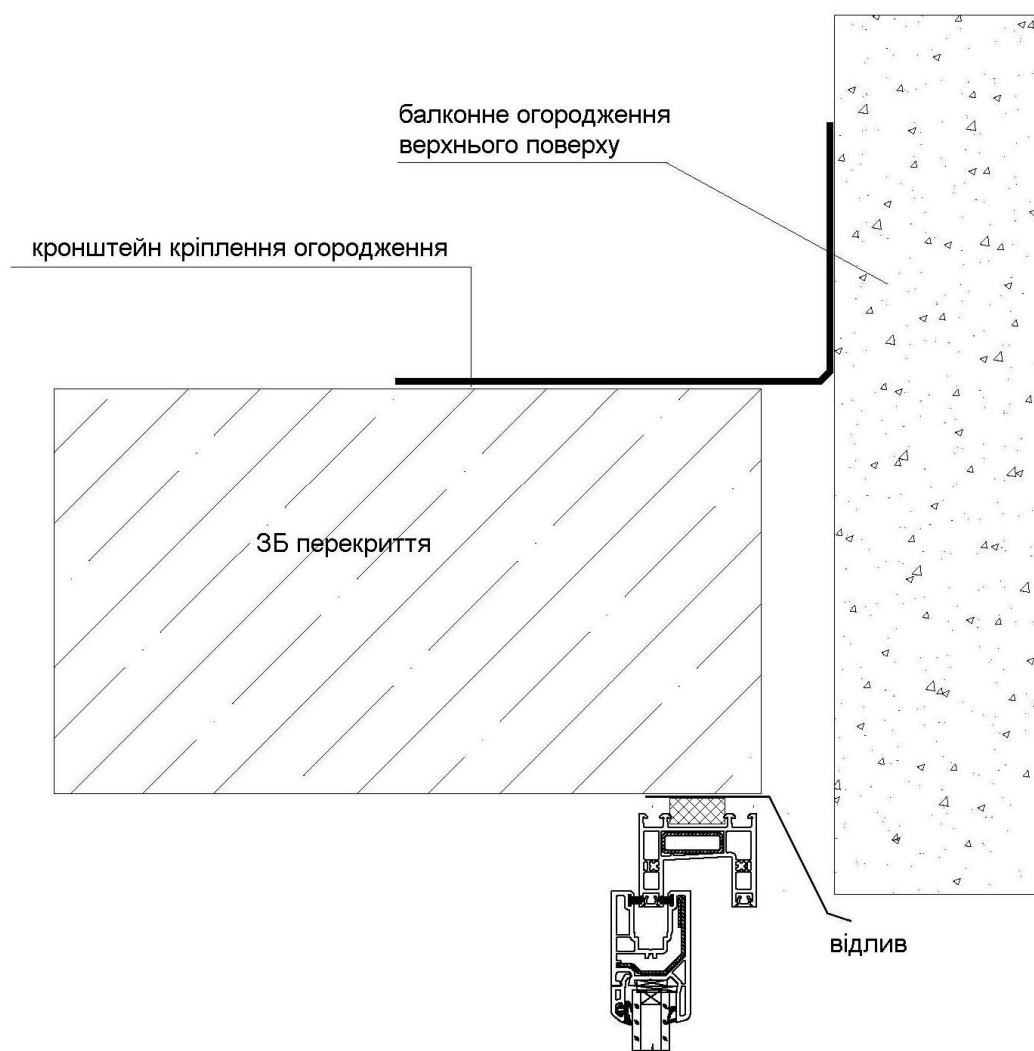 балконне огородження
верхнього поверху
кронштейн кріплення огородження
ЗБ перекриття
відлив